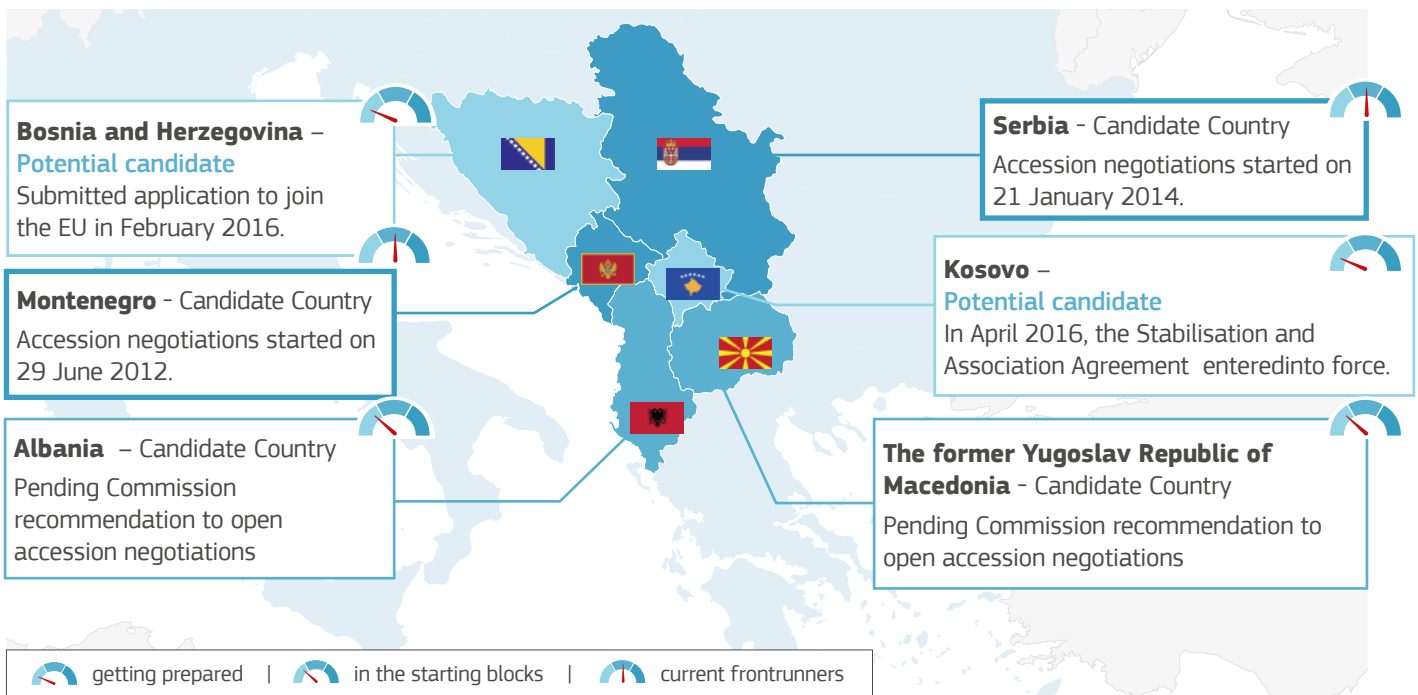 Bosnia and Herzegovina –
Potential candidate
Submitted application to join
the EU in February 2016.
Montenegro - Candidate Country
Accession negotiations started on
29 June 2012.
Albania – Candidate Country
Pending Commission
recommendation to open
accession negotiations
Serbia - Candidate Country
Accession negotiations started on
21 January 2014.
Kosovo –
Potential candidate
In April 2016, the Stabilisation and
Association Agreement enteredinto force.
The former Yugoslav Republic of
Macedonia - Candidate Country
Pending Commission recommendation to
open accession negotiations
getting prepared | in the starting blocks | current frontrunners